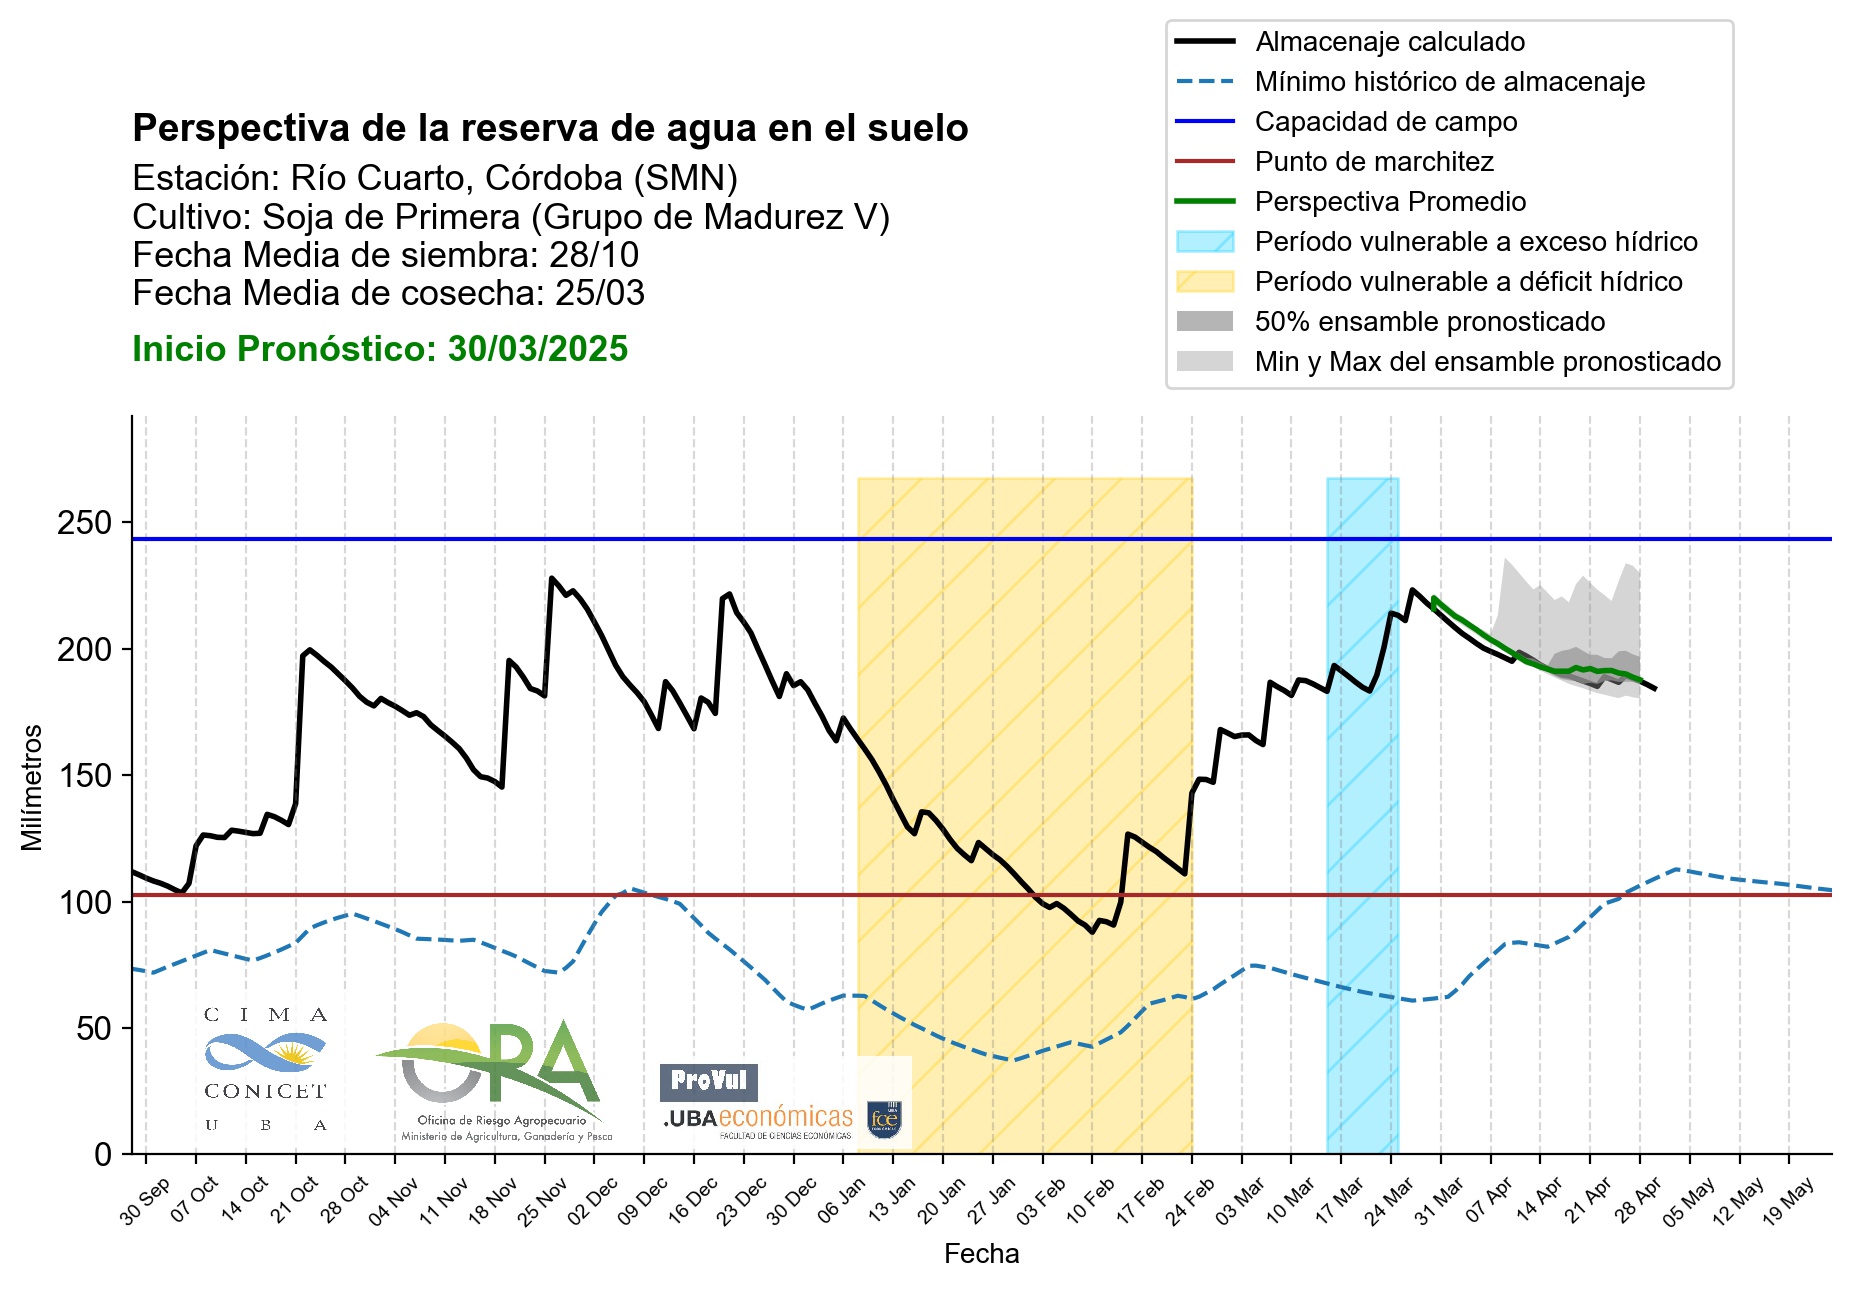 Almacenaje calculado
Mínimo histórico de almacenaje
Capacidad de campo
Punto de marchitez
Perspectiva Promedio
Período vulnerable a exceso hídrico
Período vulnerable a déficit hídrico
50% ensamble pronosticado
Min y Max del ensamble pronosticado
Perspectiva de la reserva de agua en el suelo
Estación: Río Cuarto, Córdoba (SMN)
Cultivo: Soja de Primera (Grupo de Madurez V)
Fecha Media de siembra: 28/10
Fecha Media de cosecha: 25/03
Inicio Pronóstico: 30/03/2025
Milímetros
250
200
150
100
50
0
CIMA
CONICET
UBA
ORA
Oficina de Riesgo Agropecuario
Ministerio de Agricultura, Ganadería y Pesca
ProVul
.UBAeconómicas
FACULTAD DE CIENCIAS ECONÓMICAS
fce
30 Sep
07 Oct
14 Oct
21 Oct
28 Oct
04 Nov
11 Nov
18 Nov
25 Nov
02 Dec
09 Dec
16 Dec
23 Dec
30 Dec
06 Jan
13 Jan
20 Jan
27 Jan
03 Feb
10 Feb
17 Feb
24 Feb
03 Mar
10 Mar
17 Mar
24 Mar
31 Mar
07 Apr
14 Apr
21 Apr
28 Apr
05 May
12 May
19 May
Fecha